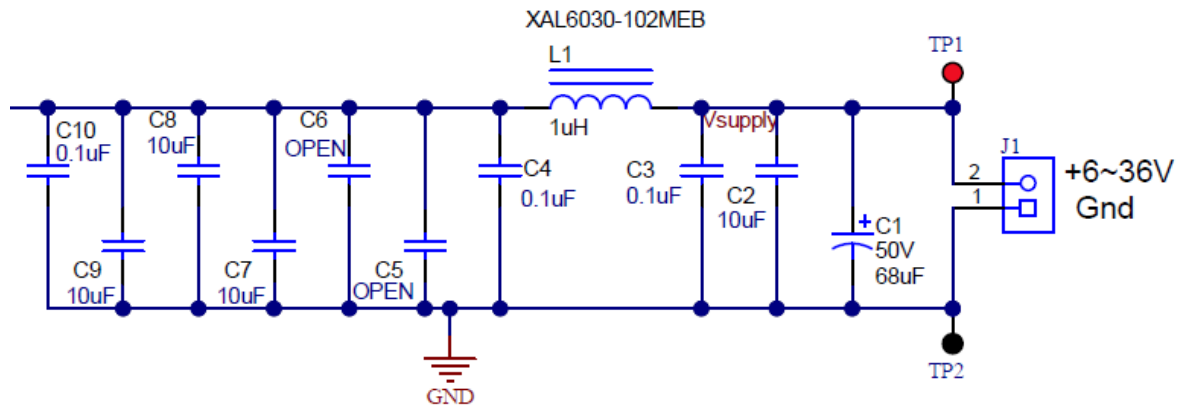 XAL6030-102MEB
L1
1uH
TP1
C10
0.1uF
C8
10uF
C6
OPEN
C4
0.1uF
C3
0.1uF
Vsupply
C2
10uF
J1
2
1
+6~36V
Gnd
+
C1
50V
68uF
C9
10uF
C7
10uF
C5
OPEN
GND
TP2